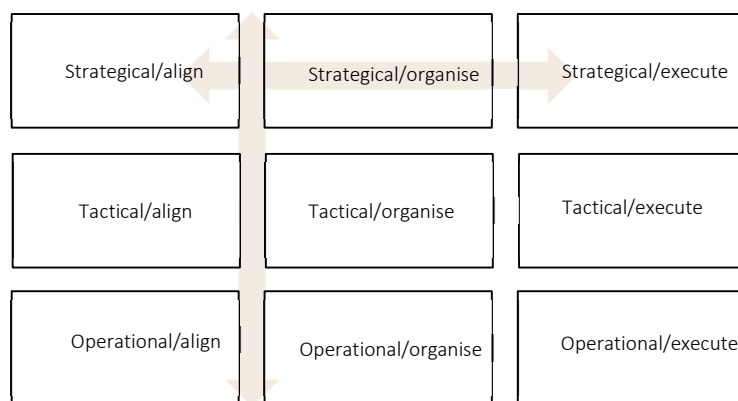 Strategical/align
Strategical/organise
Strategical/execute
Tactical/align
Tactical/organise
Tactical/execute
Operational/align
Operational/organise
Operational/execute